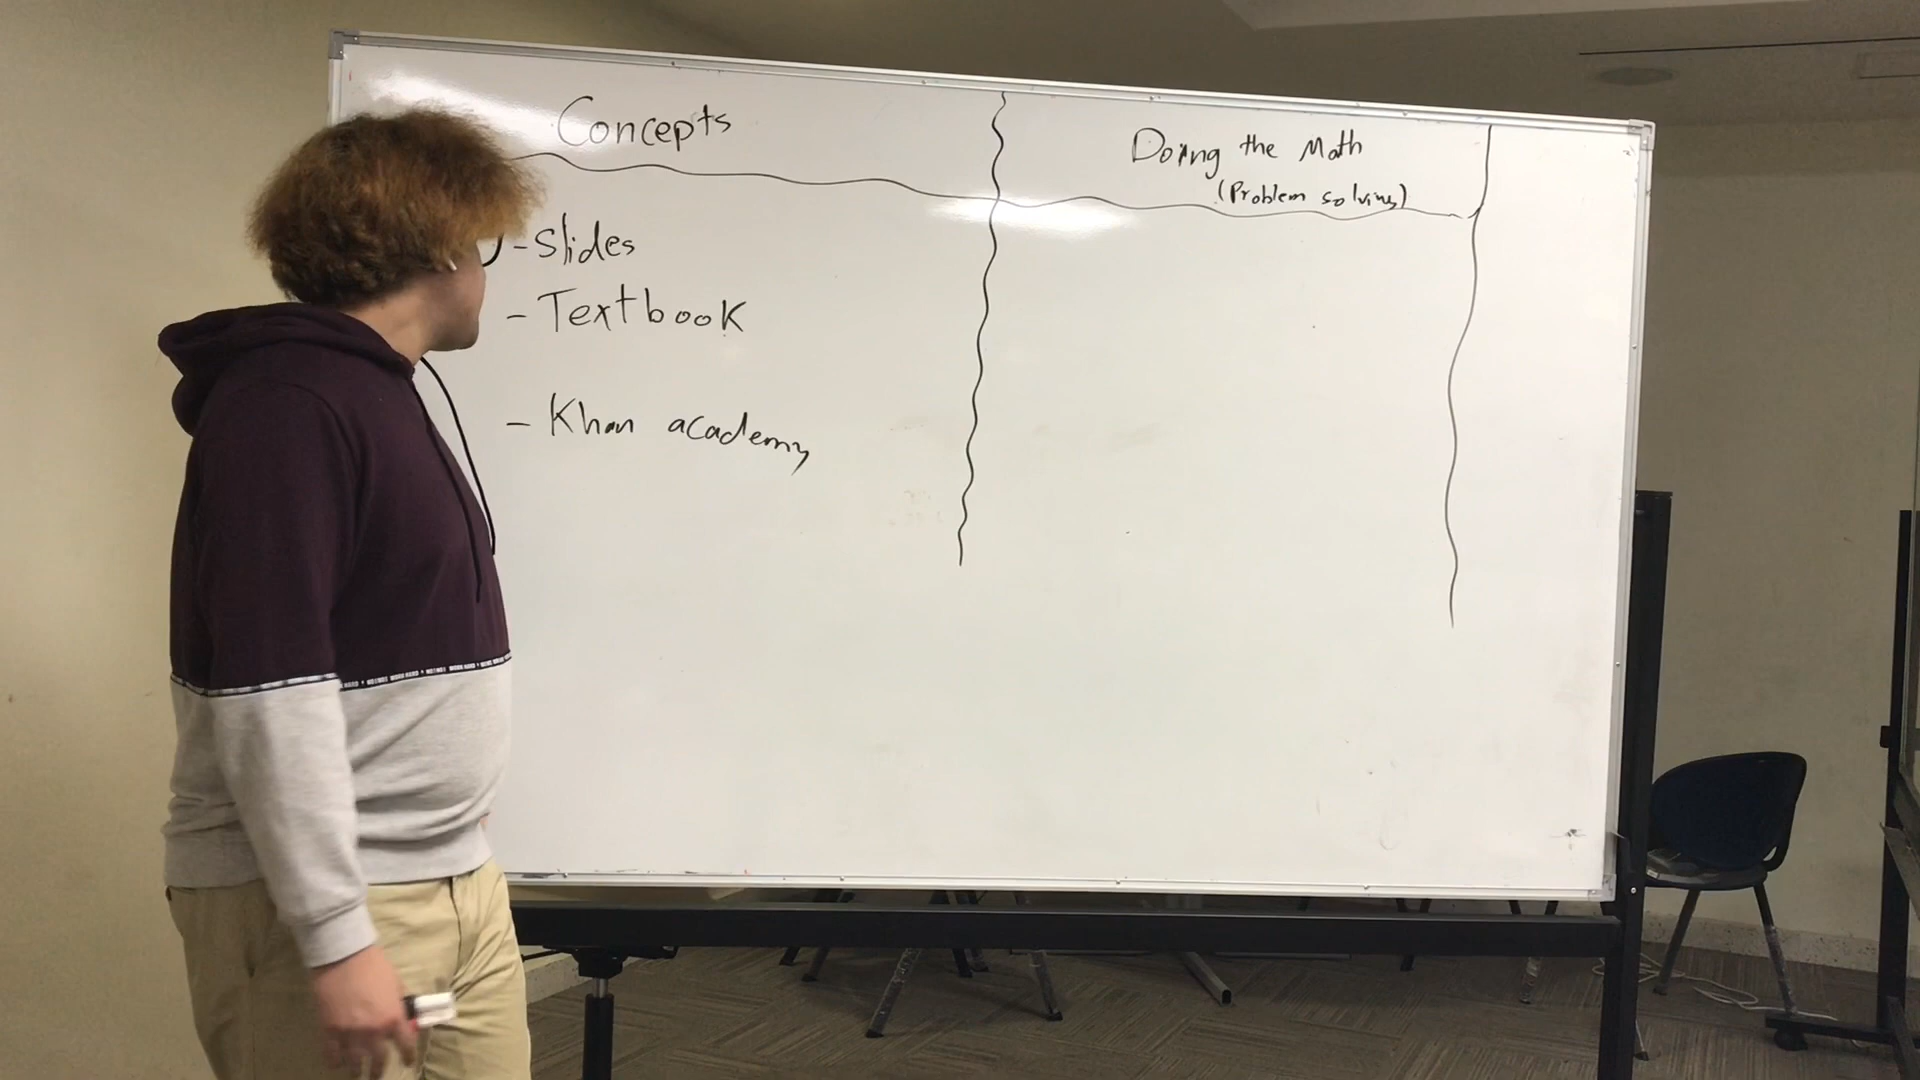 Concepts
Doing the Math
(Problem solving)
- Slides
- Textbook
- Khan academy